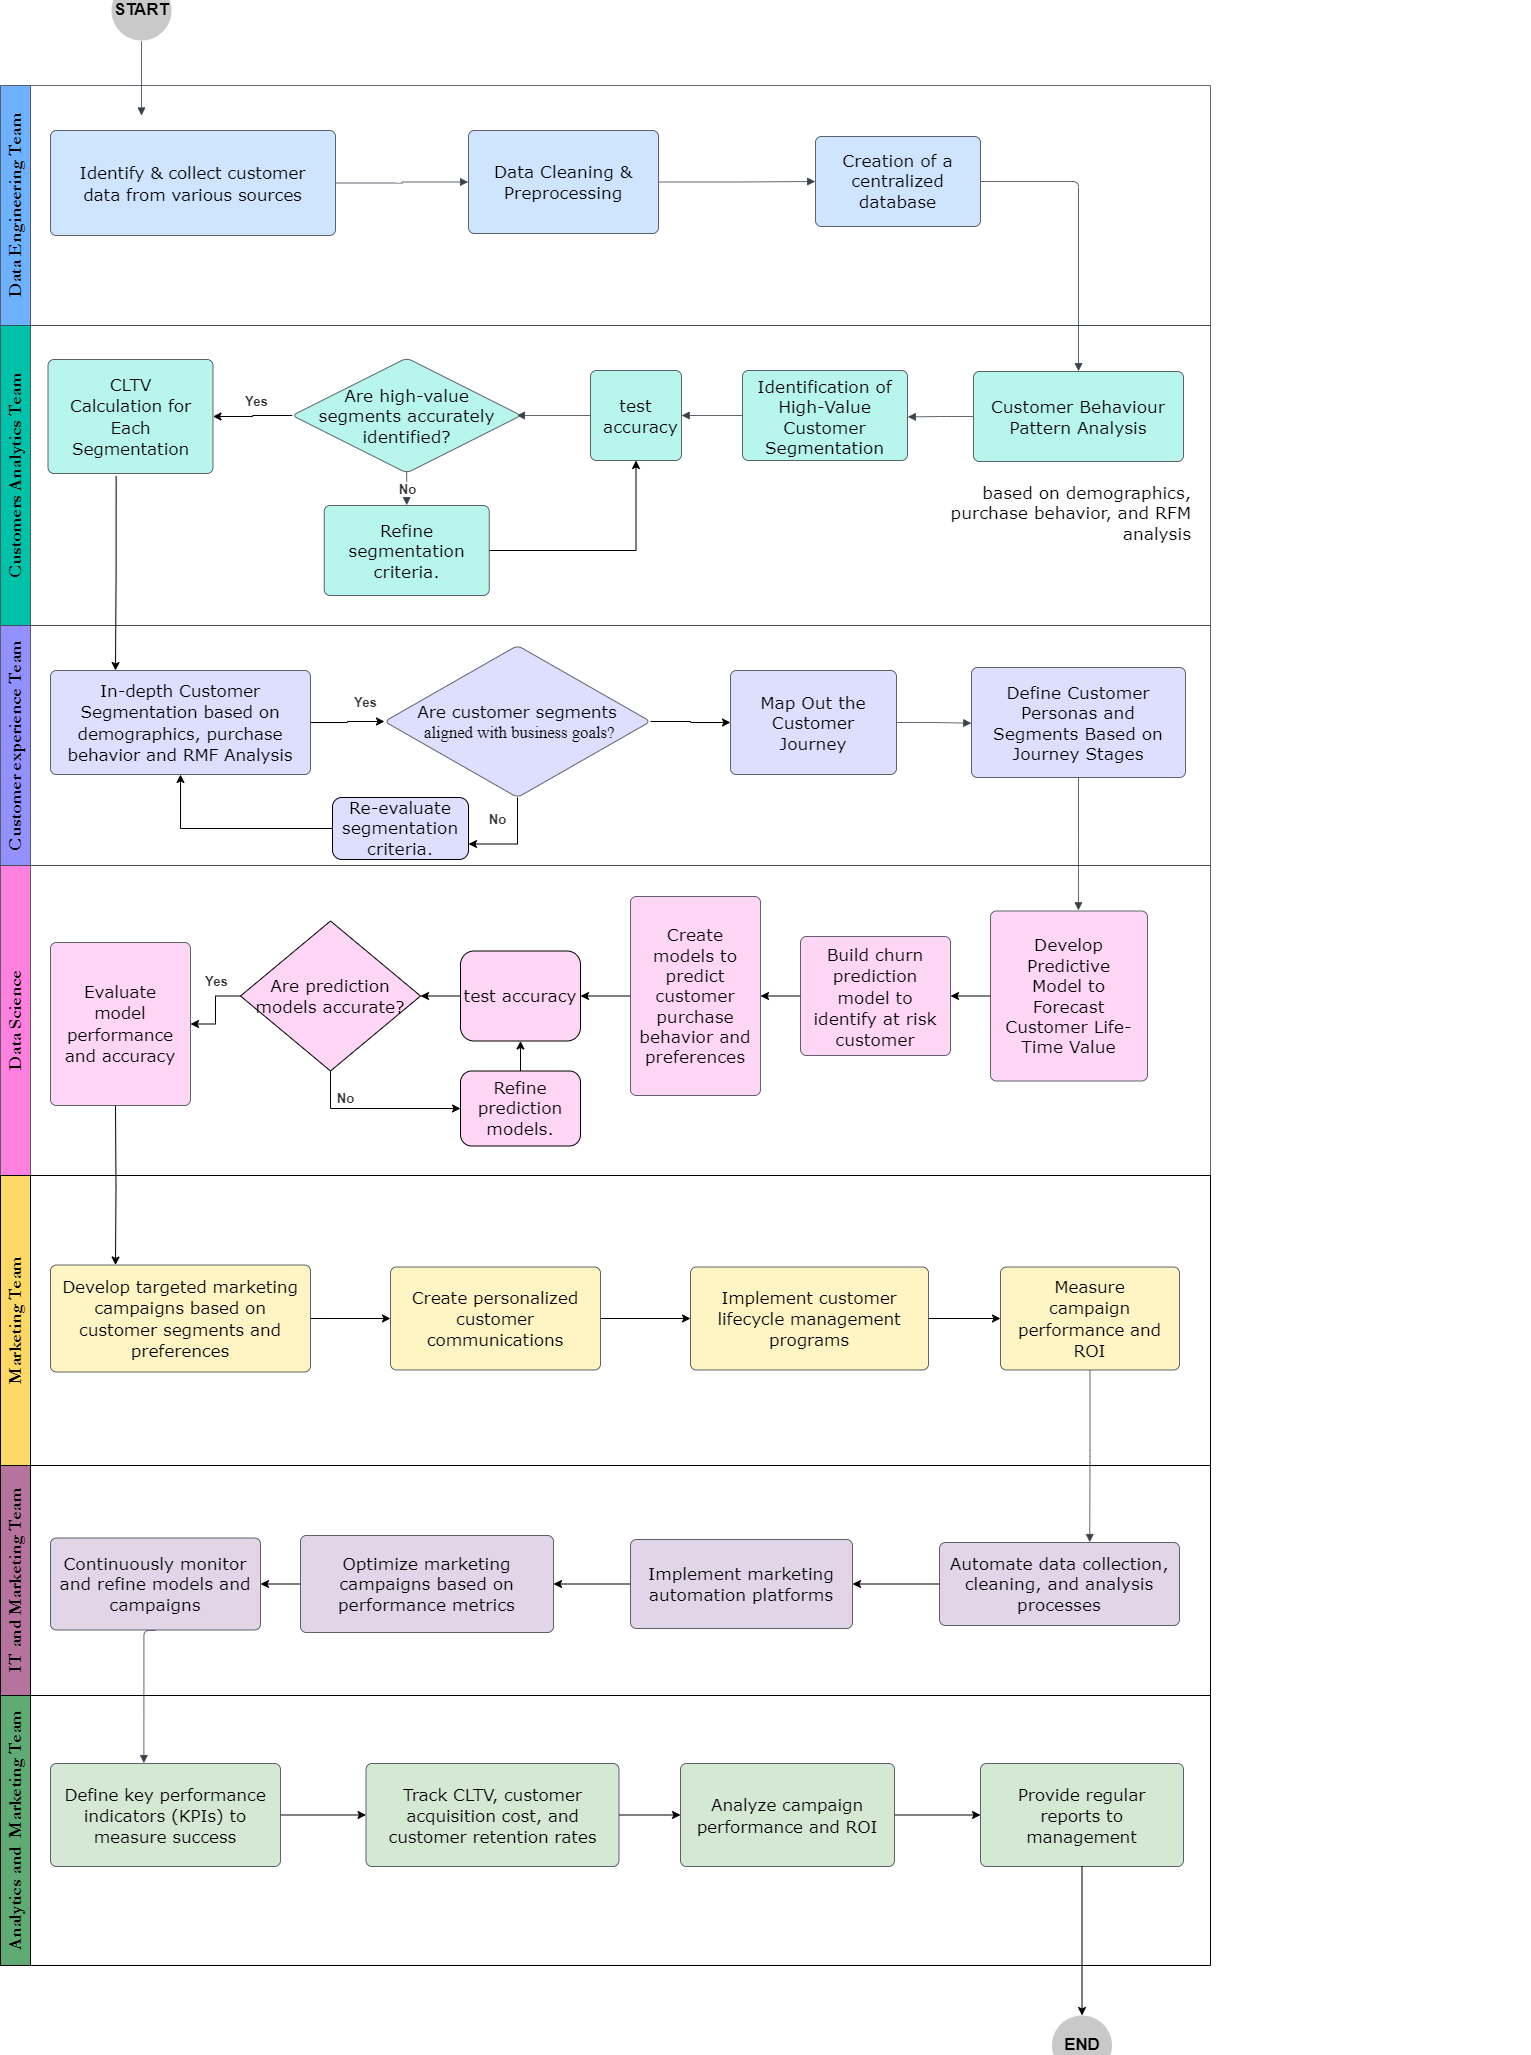 START
Data Engineering Team
Identify & collect customer
data from various sources
Data Cleaning &
Preprocessing
Creation of a
centralized
database
Customers Analytics Team
CLTV
Calculation for
Each
Segmentation
Yes
Are high-value
segments accurately
identified?
test
accuracy
Identification of
High-Value
Customer
Segmentation
Customer Behaviour
Pattern Analysis
No
Refine
segmentation
criteria.
based on demographics,
purchase behavior, and RFM
analysis
Customer experience Team
In-depth Customer
Segmentation based on
demographics, purchase
behavior and RMF Analysis
Yes
Are customer segments
aligned with business goals?
Map Out the
Customer
Journey
Define Customer
Personas and
Segments Based on
Journey Stages
No
Re-evaluate
segmentation
criteria.
Data Science
Evaluate
model
performance
and accuracy
Yes
Are prediction
models accurate?
test accuracy
Create
models to
predict
customer
purchase
behavior and
preferences
Build churn
prediction
model to
identify at risk
customer
Develop
Predictive
Model to
Forecast
Customer Life-
Time Value
No
Refine
prediction
models.
Marketing Team
Develop targeted marketing
campaigns based on
customer segments and
preferences
Create personalized
customer
communications
Implement customer
lifecycle management
programs
Measure
campaign
performance and
ROI
IT and Marketing Team
Continuously monitor
and refine models and
campaigns
Optimize marketing
campaigns based on
performance metrics
Implement marketing
automation platforms
Automate data collection,
cleaning, and analysis
processes
Analytics and Marketing Team
Define key performance
indicators (KPIs) to
measure success
Track CLTV, customer
acquisition cost, and
customer retention rates
Analyze campaign
performance and ROI
Provide regular
reports to
management
END